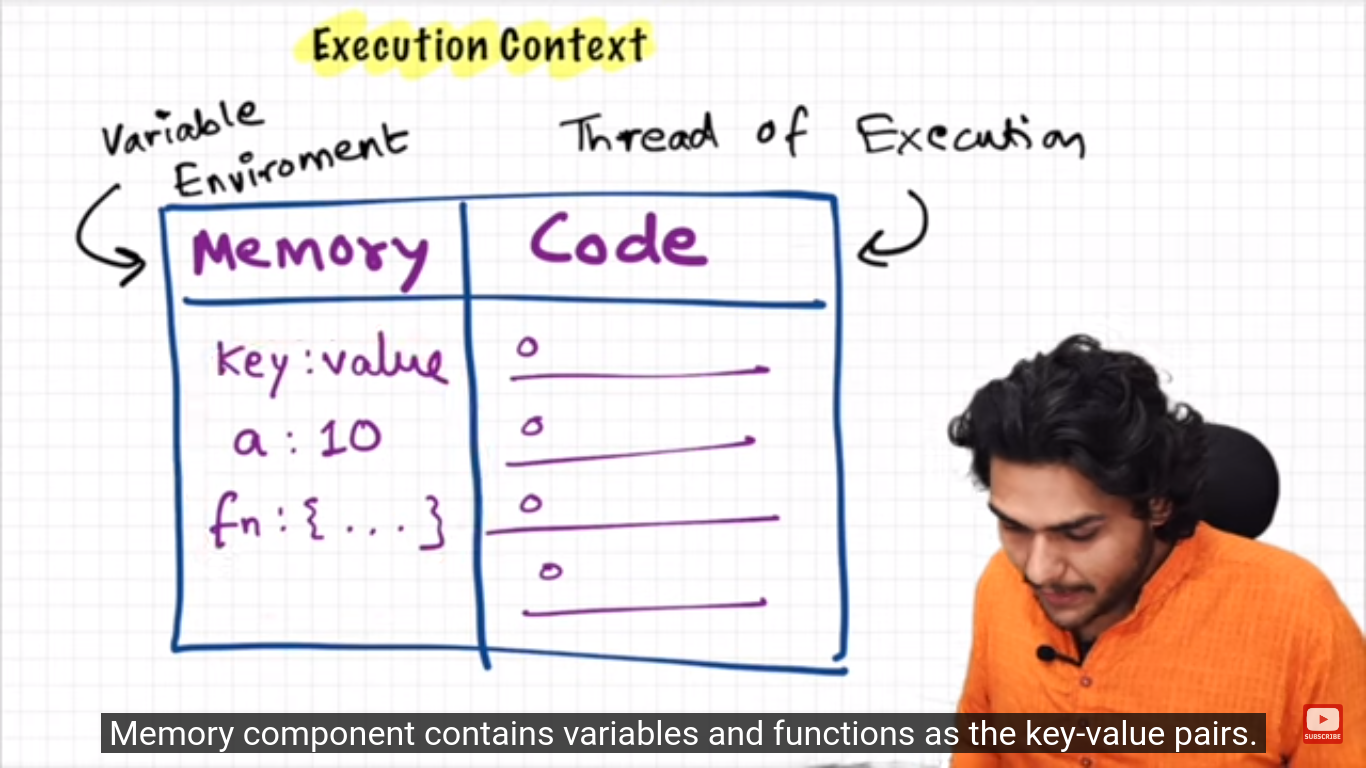 Execution Context
Variable
Enviroment
Thread of Execution
Memory
Code
key : value
a : 10
fn : { . . . }
Memory component contains variables and functions as the key-value pairs.
SUBSCRIBE